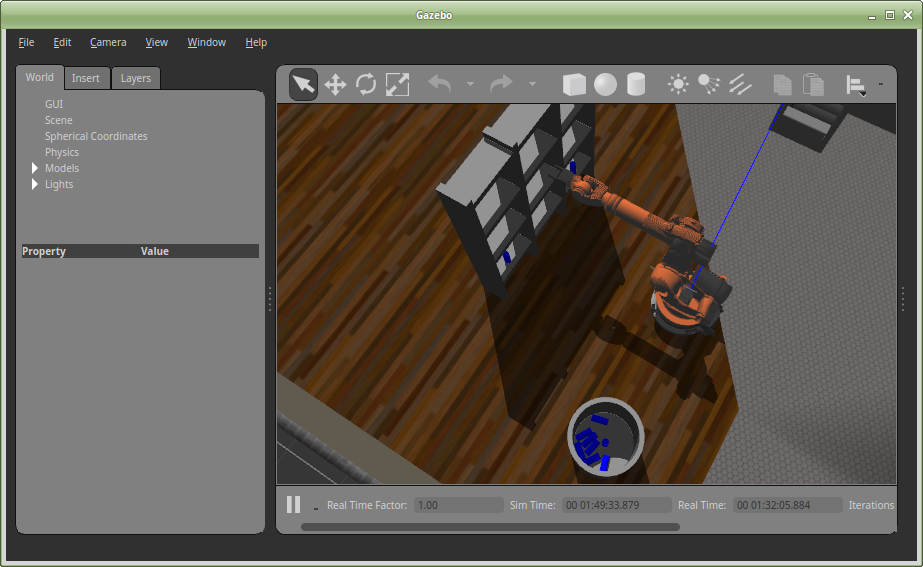 Gazebo
File Edit Camera View Window Help
World Insert Layers
GUI
Scene
Spherical Coordinates
Physics
Models
Lights
Property Value
Real Time Factor: 1.00 Sim Time: 00 01:49:33.879 Real Time: 00 01:32:05.884 Iterations